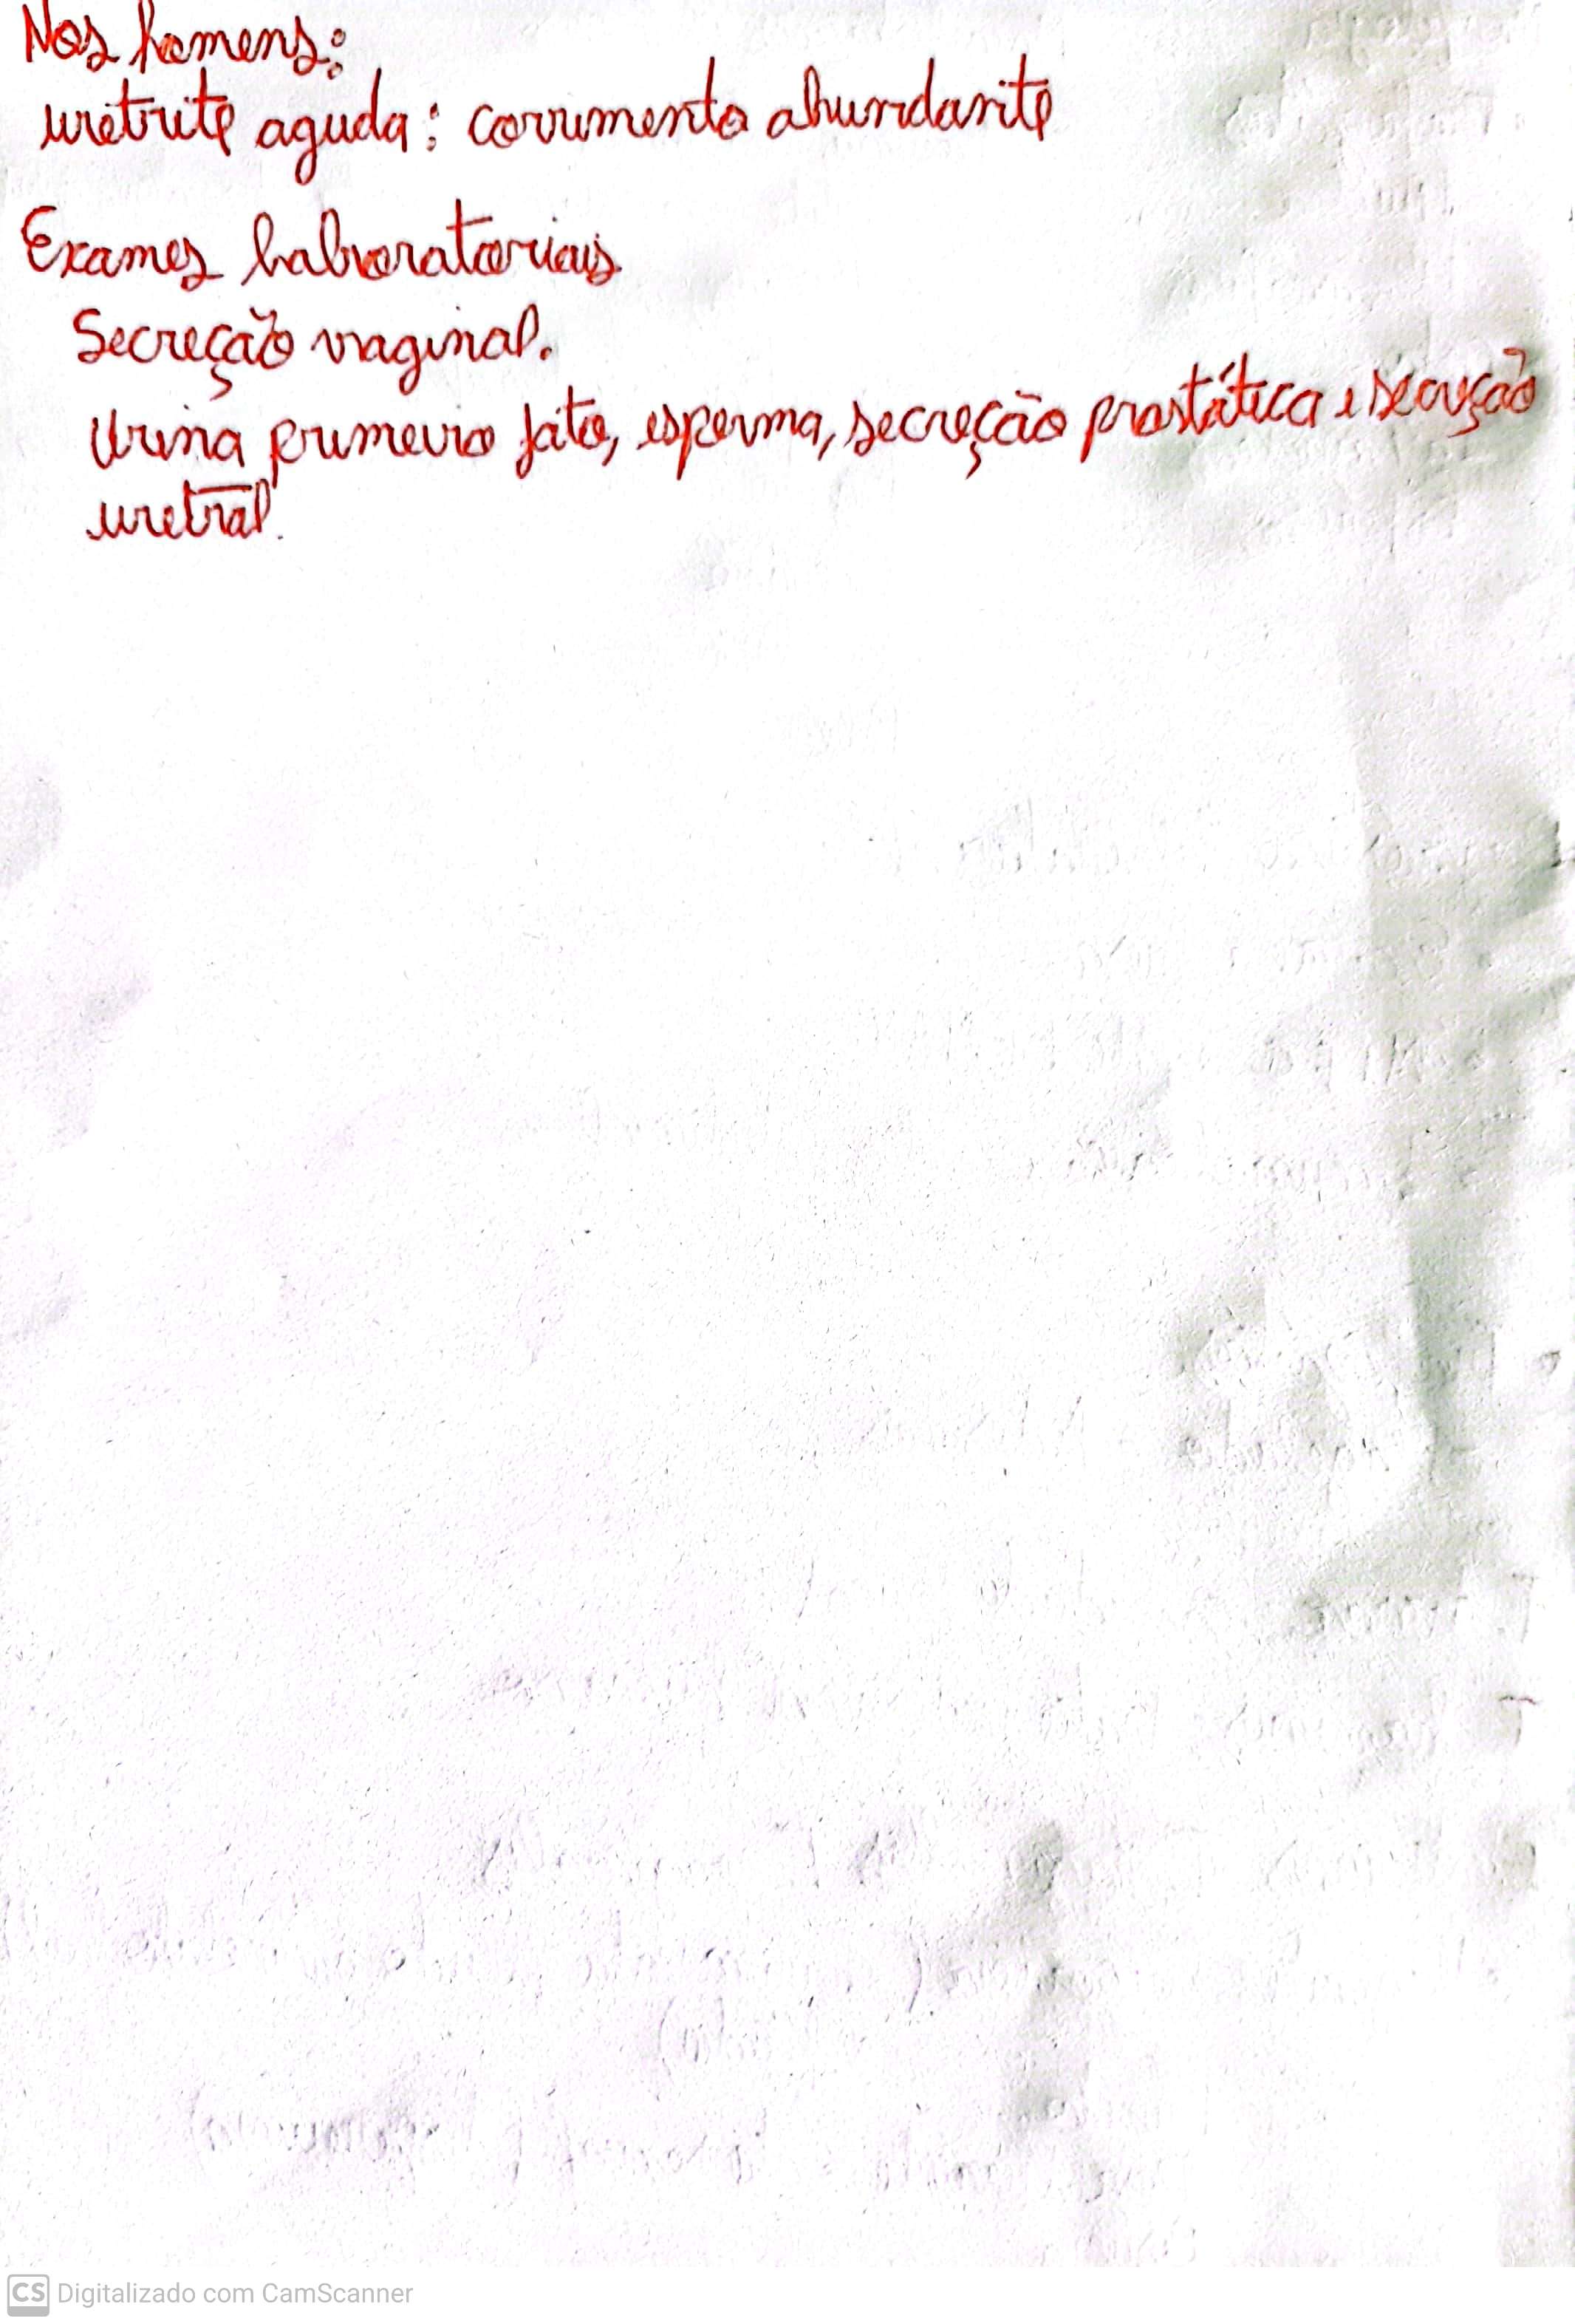 Nos homens:
uretrite aguda: corrimento abundante
Exames laboratoriais
Secreção vaginal.
Urina primeiro jato, esperma, secreção prostática e secreção
uretral.
CS Digitalizado com CamScanner